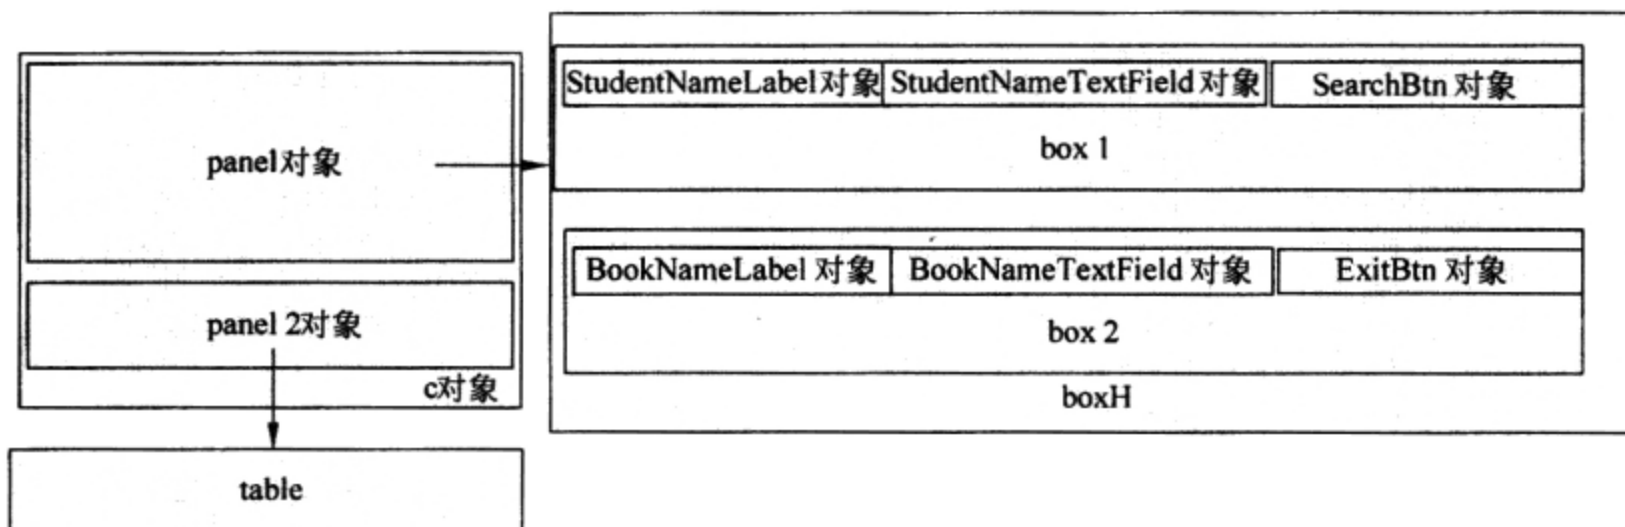 StudentNameLabel对象 StudentNameTextField 对象 SearchBtn 对象
box 1
panel对象
BookNameLabel 对象 BookNameTextField 对象 ExitBtn 对象
box 2
panel 2对象
c对象
boxH
table